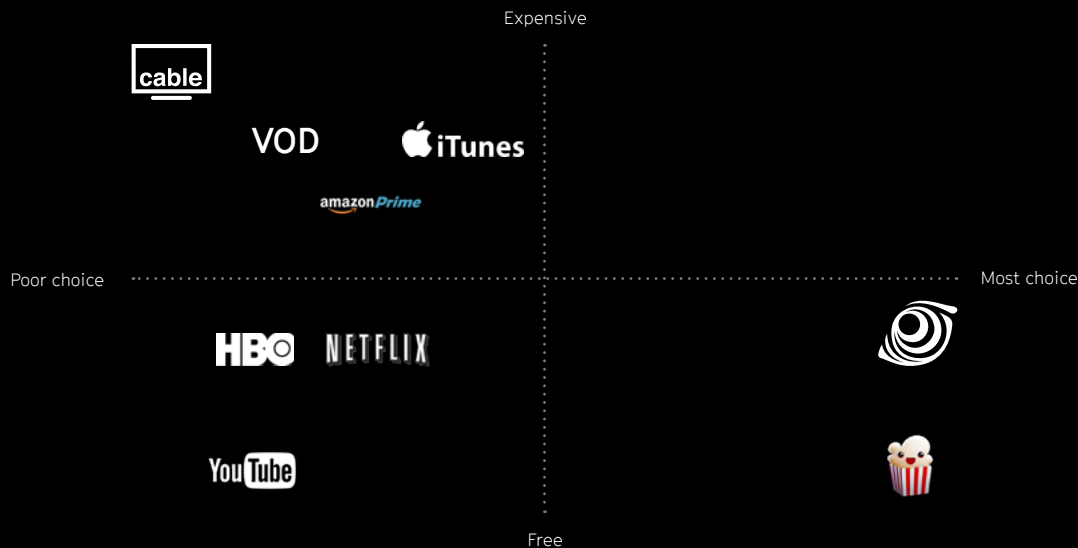 Expensive
cable
VOD
iTunes
amazonPrime
Poor choice
Most choice
HBO
NETFLIX
YouTube
Free